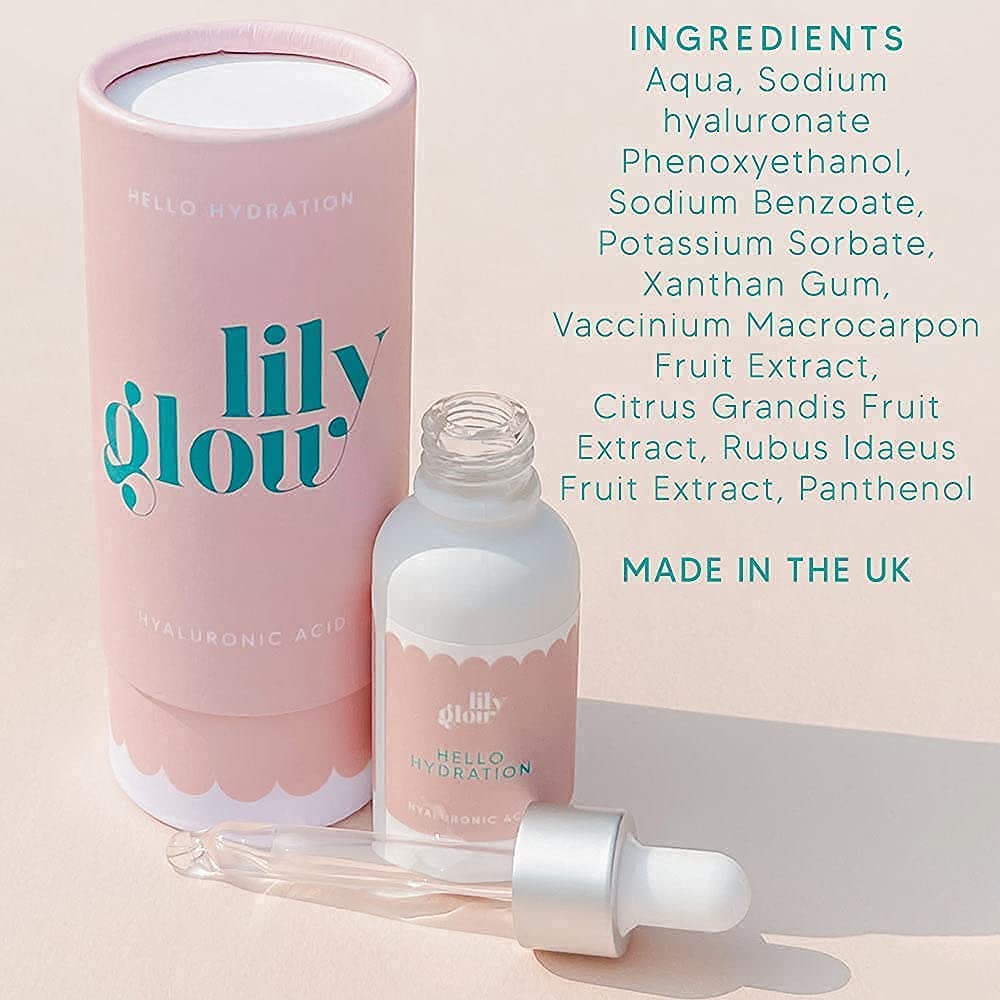 HELLO HYDRATION
lily
glow
HYALURONIC ACID
lily
glow
HELLO
HYDRATION
HYALURONIC
INGREDIENTS
Aqua, Sodium
hyaluronate
Phenoxyethanol,
Sodium Benzoate,
Potassium Sorbate,
Xanthan Gum,
Vaccinium Macrocarpon
Fruit Extract,
Citrus Grandis Fruit
Extract, Rubus Idaeus
Fruit Extract, Panthenol
MADE IN THE UK